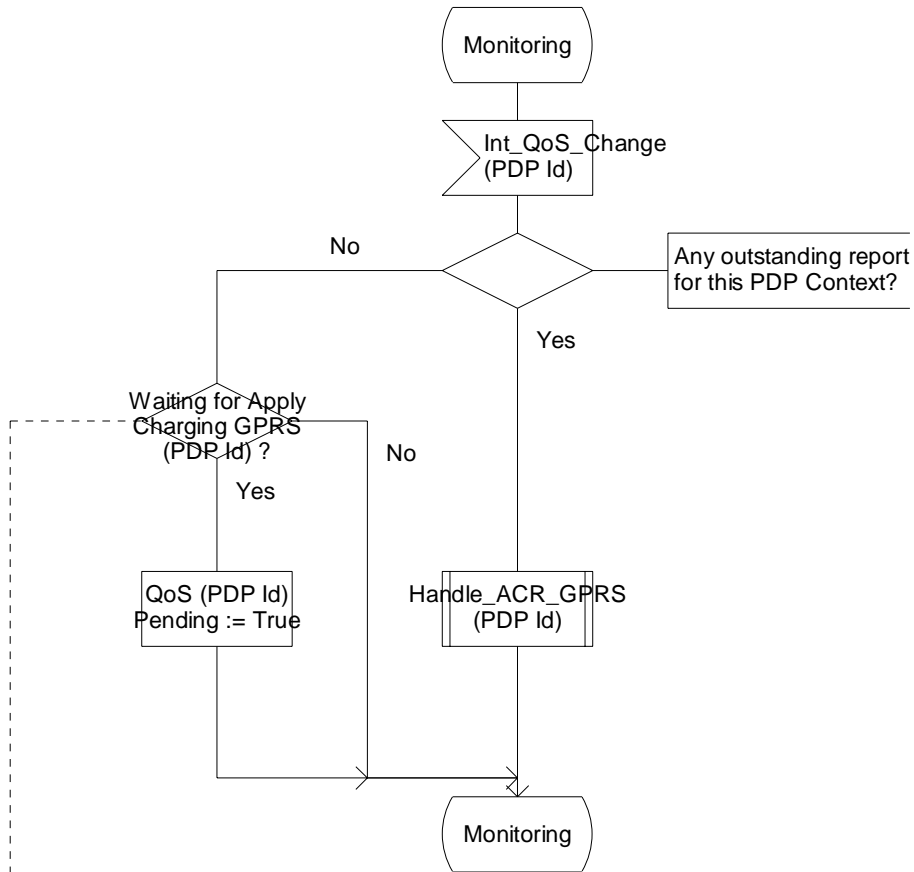 Monitoring
Int_QoS_Change
(PDP Id)
No
Any outstanding report
for this PDP Context?
Yes
Waiting for Apply
Charging GPRS
(PDP Id) ?
No
Yes
QoS (PDP Id)
Pending := True
Handle_ACR_GPRS
(PDP Id)
Monitoring